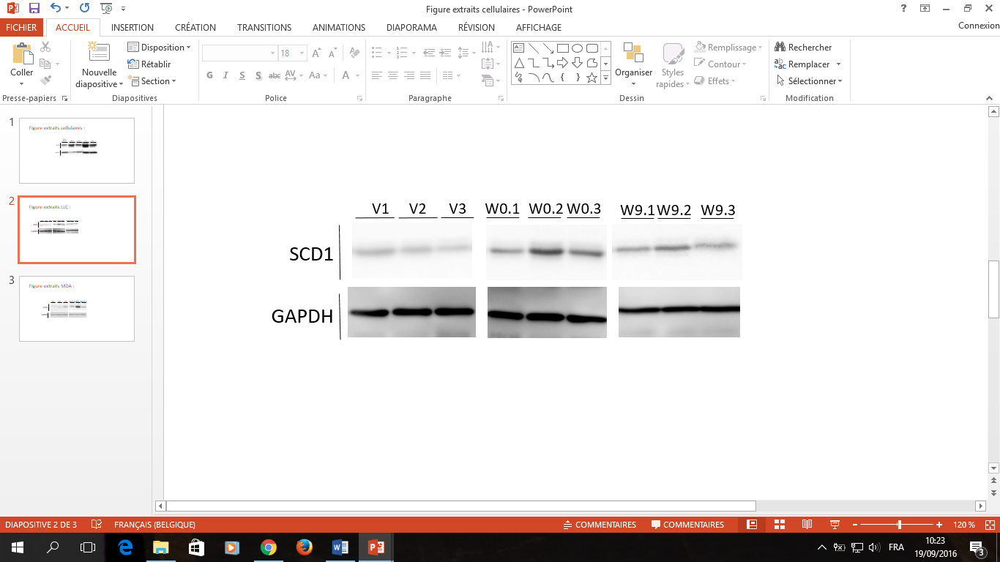 Figure extraits cellulaires - PowerPoint
?
FICHIER ACCUEIL INSERTION CRÉATION TRANSITIONS ANIMATIONS DIAPORAMA RÉVISION AFFICHAGE Connexion
Coller
Nouvelle diapositive
Disposition
Rétablir
Section
18
G I S S abc AV Aa A
Organiser
Styles rapides
Remplissage
Contour
Effets
Rechercher
Remplacer
Sélectionner
Presse-papiers Diapositives Police Paragraphe Dessin Modification
1
Figure extraits cellulaires :
2
Figure extraits LLC :
3
Figure extraits MDA :
V1 V2 V3 W0.1 W0.2 W0.3 W9.1 W9.2 W9.3
SCD1
GAPDH
DIAPOSITIVE 2 DE 3 FRANÇAIS (BELGIQUE) COMMENTAIRES COMMENTAIRES 120 %
FRA
10:23
19/09/2016
3